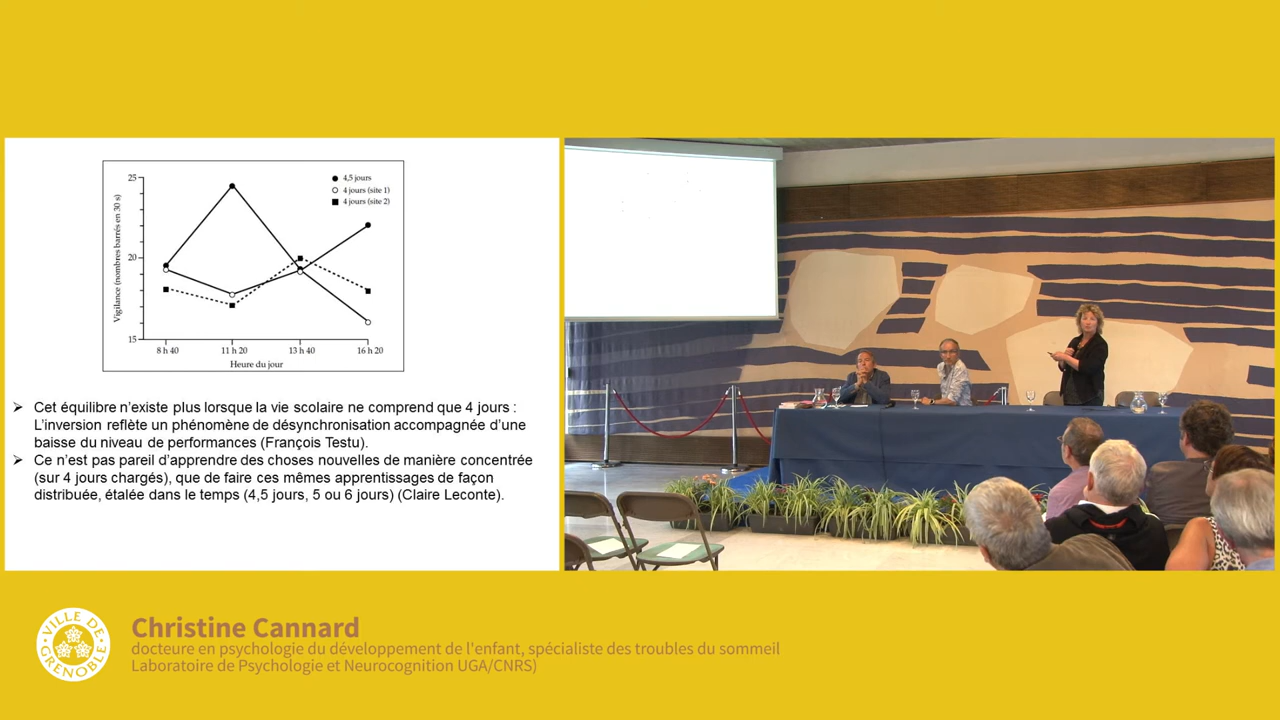 25
20
15
Vigilance (nombres barrés en 30 s)
4,5 jours
4 jours (site 1)
4 jours (site 2)
8 h 40
11 h 20
13 h 40
16 h 20
Heure du jour
➢ Cet équilibre n’existe plus lorsque la vie scolaire ne comprend que 4 jours :
L’inversion reflète un phénomène de désynchronisation accompagnée d’une
baisse du niveau de performances (François Testu).
➢ Ce n’est pas pareil d’apprendre des choses nouvelles de manière concentrée
(sur 4 jours chargés), que de faire ces mêmes apprentissages de façon
distribuée, étalée dans le temps (4,5 jours, 5 ou 6 jours) (Claire Leconte).
VILLE DE
GRENOBLE
Christine Cannard
docteure en psychologie du développement de l'enfant, spécialiste des troubles du sommeil
Laboratoire de Psychologie et Neurocognition UGA/CNRS)